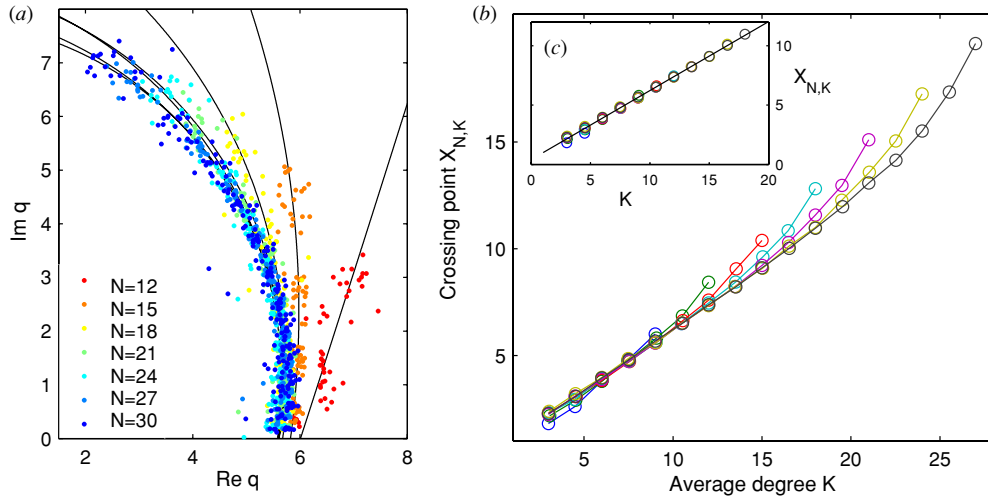 (a)
7
6
5
4
3
2
1
0
Im q
2
4
6
8
Re q
N=12
N=15
N=18
N=21
N=24
N=27
N=30
(b)
15
10
5
Crossing point X_{N,K}
5
10
15
20
25
Average degree K
(c)
10
5
0
X_{N,K}
0
5
10
15
20
K